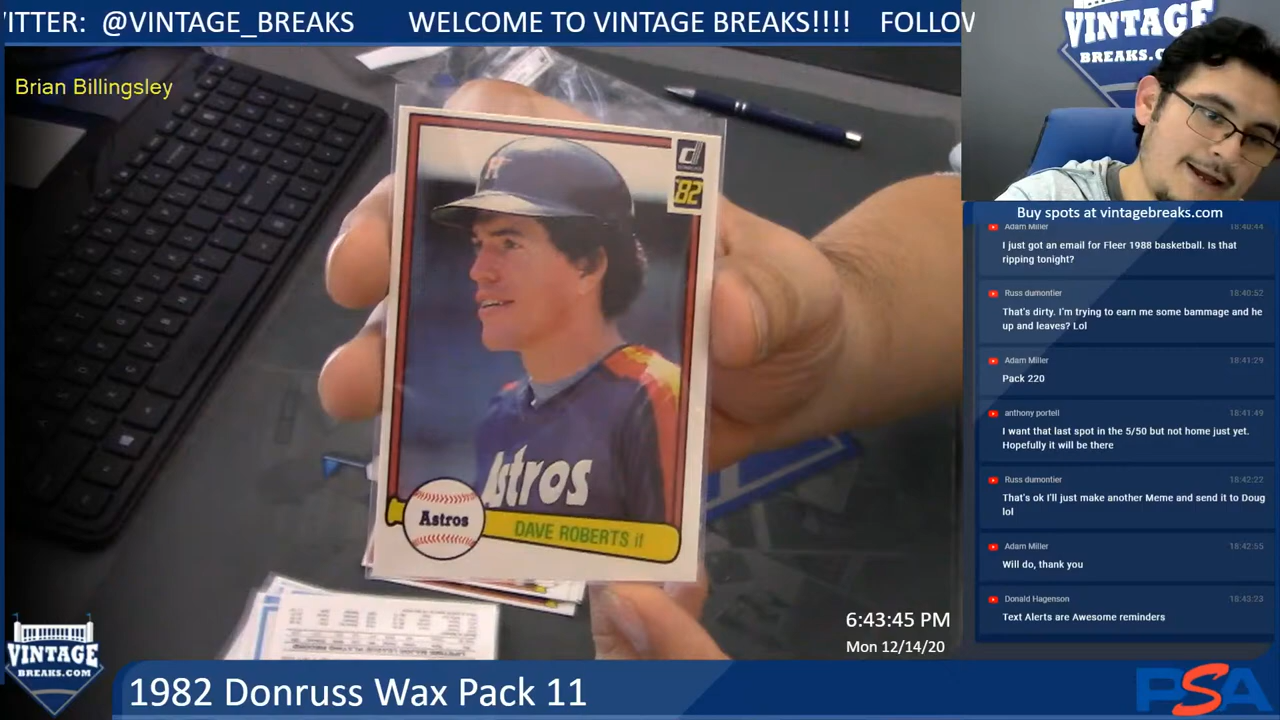 ITTER: @VINTAGE_BREAKS WELCOME TO VINTAGE BREAKS!!!! FOLLOW
Brian Billingsley
VINTAGE
BREAKS.C
d
'82
Astros
Astros
DAVE ROBERTS if
Buy spots at vintagebreaks.com
Adam Miller 18:40:44
I just got an email for Fleer 1988 basketball. Is that
ripping tonight?
Russ dumontier 18:40:52
That's dirty. I'm trying to earn me some bammage and he
up and leaves? Lol
Adam Miller 18:41:29
Pack 220
anthony portell 18:41:49
I want that last spot in the 5/50 but not home just yet.
Hopefully it will be there
Russ dumontier 18:42:22
That's ok I'll just make another Meme and send it to Doug
lol
Adam Miller 18:42:55
Will do, thank you
Donald Hagenson 18:43:23
Text Alerts are Awesome reminders
6:43:45 PM
Mon 12/14/20
VINTAGE
BREAKS.COM
1982 Donruss Wax Pack 11
PSA